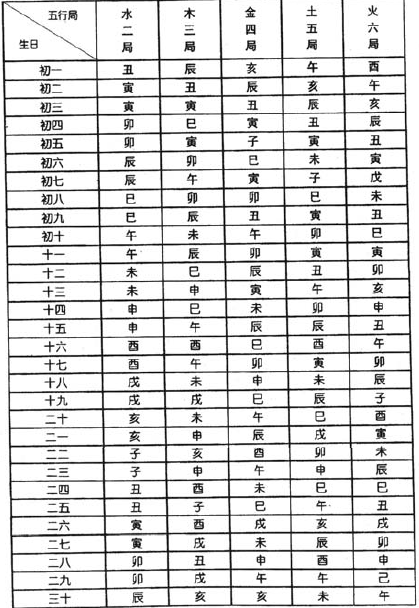 五行局
生日
水二局 木三局 金四局 土五局 火六局
初一 丑 辰 亥 午 酉
初二 寅 丑 辰 亥 午
初三 寅 寅 丑 辰 亥
初四 卯 巳 寅 丑 辰
初五 卯 寅 子 寅 丑
初六 辰 卯 巳 未 寅
初七 辰 午 寅 子 戌
初八 巳 卯 卯 巳 未
初九 巳 辰 丑 寅 丑
初十 午 未 午 卯 巳
十一 午 辰 卯 寅 寅
十二 未 巳 辰 丑 卯
十三 未 申 寅 午 亥
十四 申 巳 未 卯 申
十五 申 午 辰 辰 丑
十六 酉 酉 巳 酉 午
十七 酉 午 卯 寅 卯
十八 戌 未 申 未 辰
十九 戌 戌 巳 辰 子
二十 亥 未 午 巳 酉
二一 亥 申 辰 戌 寅
二二 子 亥 酉 卯 未
二三 子 申 午 申 辰
二四 丑 酉 未 巳 巳
二五 丑 子 巳 午 丑
二六 寅 酉 戌 亥 戌
二七 寅 戌 未 辰 卯
二八 卯 丑 申 酉 申
二九 卯 戌 午 午 己
三十 辰 亥 亥 未 午